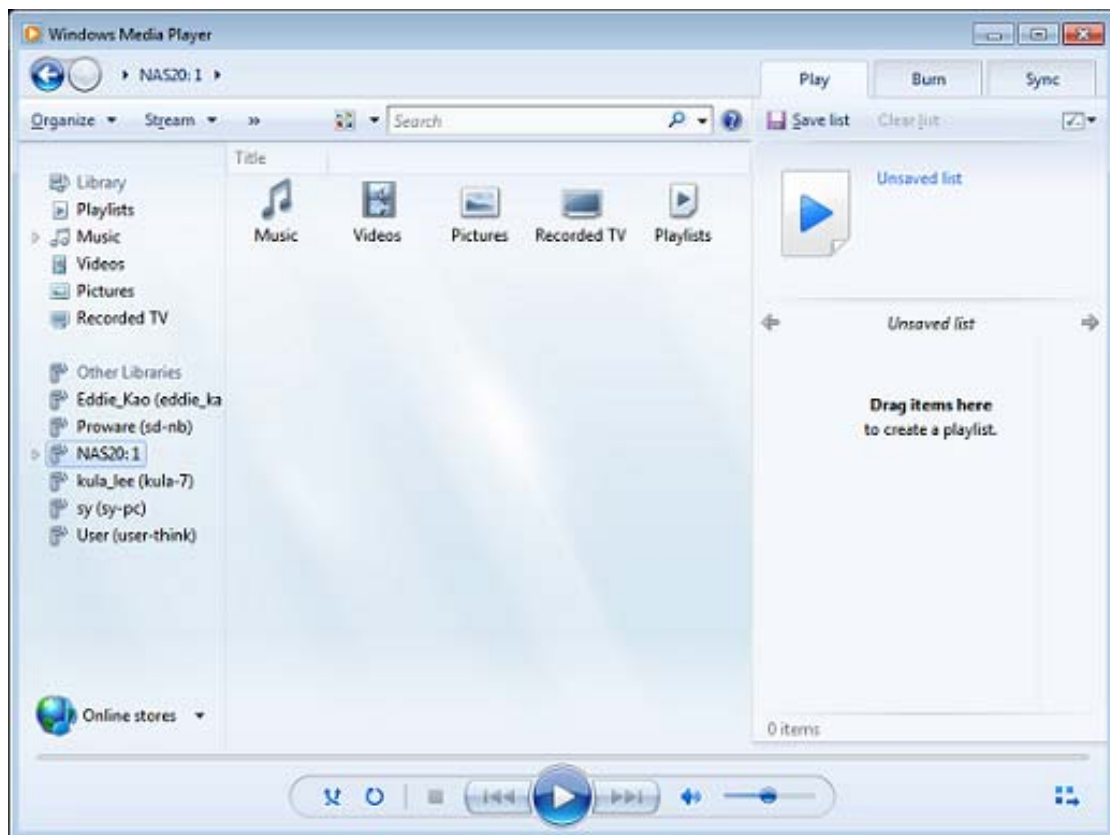 Windows Media Player
NAS20:1
Play Burn Sync
Organize Stream » Search Save list Clear list
Title
Library
Playlists
Music
Videos
Pictures
Recorded TV
Other Libraries
Eddie_Kao (eddie_ka
Proware (sd-nb)
NAS20:1
kula_lee (kula-7)
sy (sy-pc)
User (user-think)
Online stores
Music Videos Pictures Recorded TV Playlists
Unsaved list
Unsaved list
Drag items here
to create a playlist.
0 items